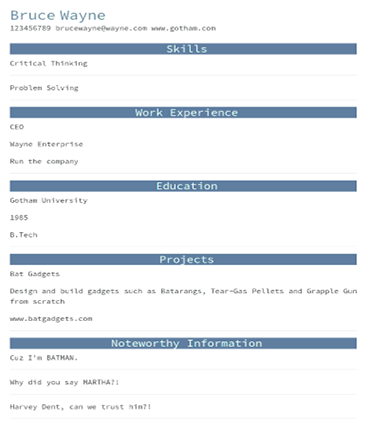 Bruce Wayne
123456789 brucewayne@wayne.com www.gotham.com
Skills
Critical Thinking
Problem Solving
Work Experience
CEO
Wayne Enterprise
Run the company
Education
Gotham University
1985
B.Tech
Projects
Bat Gadgets
Design and build gadgets such as Batarangs, Tear-Gas Pellets and Grapple Gun
from scratch
www.batgadgets.com
Noteworthy Information
Cuz I'm BATMAN.
Why did you say MARTHA?!
Harvey Dent, can we trust him?!